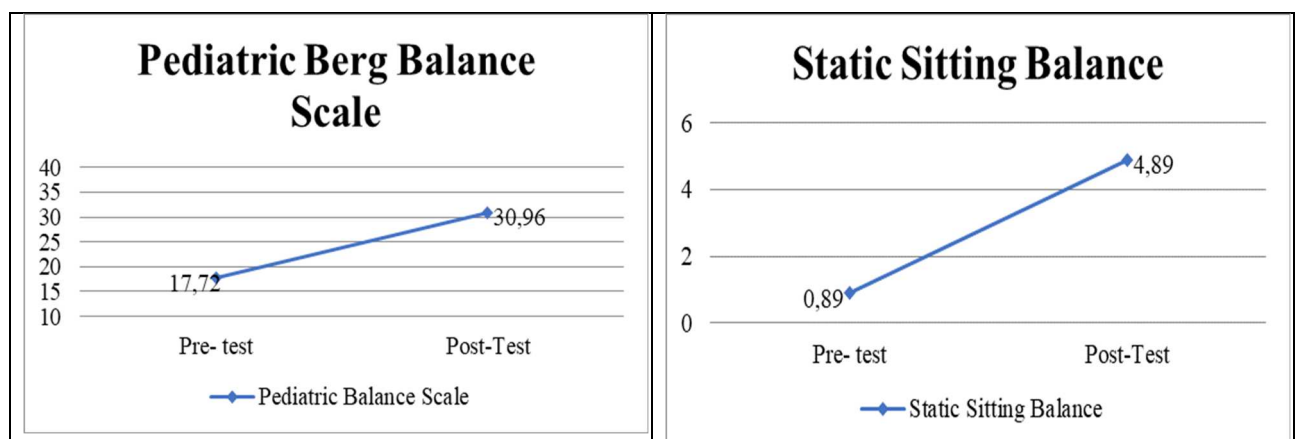 Pediatric Berg Balance
Scale
40
35
30
25
20
15
10
17,72
30,96
Pre- test
Post-Test
Pediatric Balance Scale
Static Sitting Balance
6
4
2
0
0,89
4,89
Pre- test
Post-Test
Static Sitting Balance